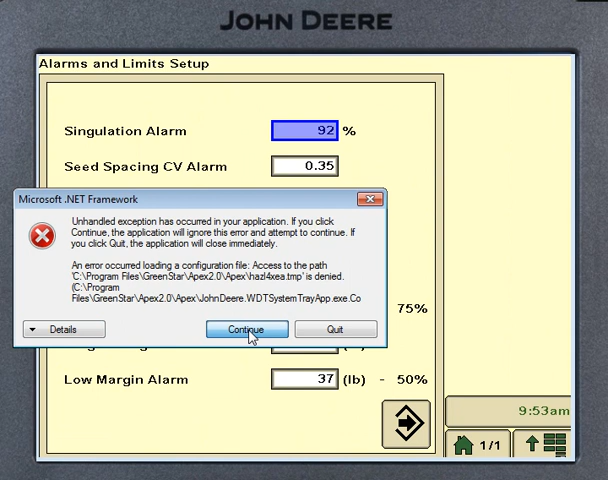 JOHN DEERE
Alarms and Limits Setup
Singulation Alarm 92 %
Seed Spacing CV Alarm 0.35
Microsoft .NET Framework
Unhandled exception has occurred in your application. If you click
Continue, the application will ignore this error and attempt to continue. If
you click Quit, the application will close immediately.
An error occurred loading a configuration file: Access to the path
'C:\Program Files\GreenStar\Apex2.0\Apex\hazl4xea.tmp' is denied.
(C:\Program
Files\GreenStar\Apex2.0\Apex\JohnDeere.WDTSystemTrayApp.exe.Co
75%
Details Continue Quit
Low Margin Alarm 37 (lb) - 50%
9:53am
1/1